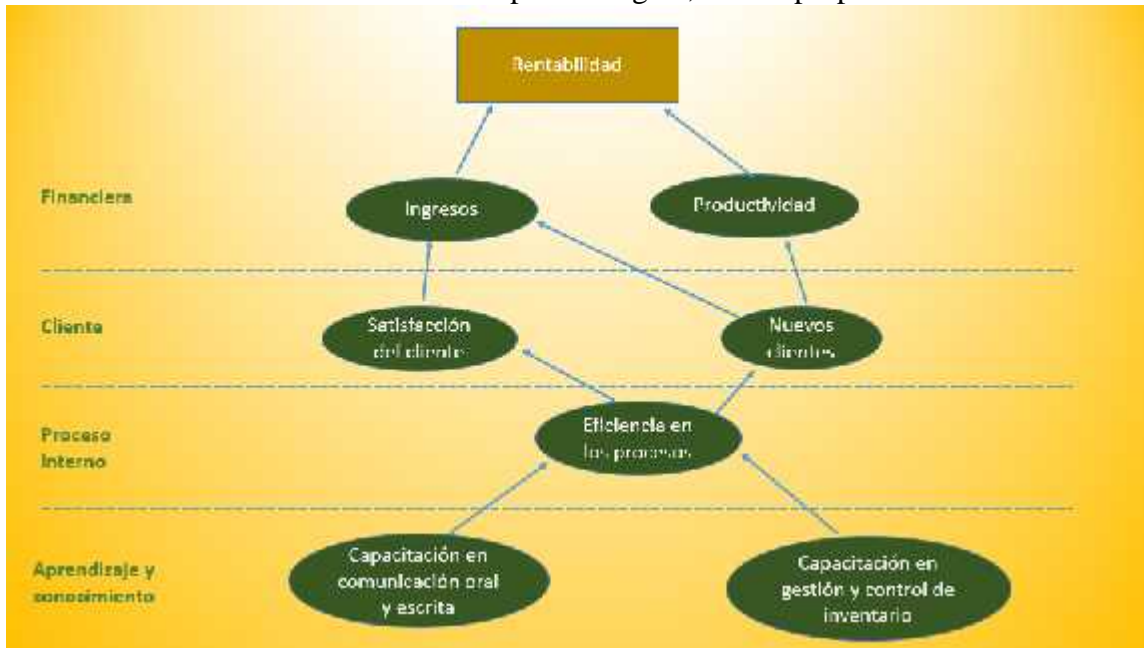 Rentabilidad
Financiera
Ingresos
Productividad
Cliente
Satisfacción
del cliente
Nuevos
clientes
Proceso
Interno
Eficiencia en
los procesos
Aprendizaje y
conocimiento
Capacitación en
comunicación oral
y escrita
Capacitación en
gestión y control de
inventario